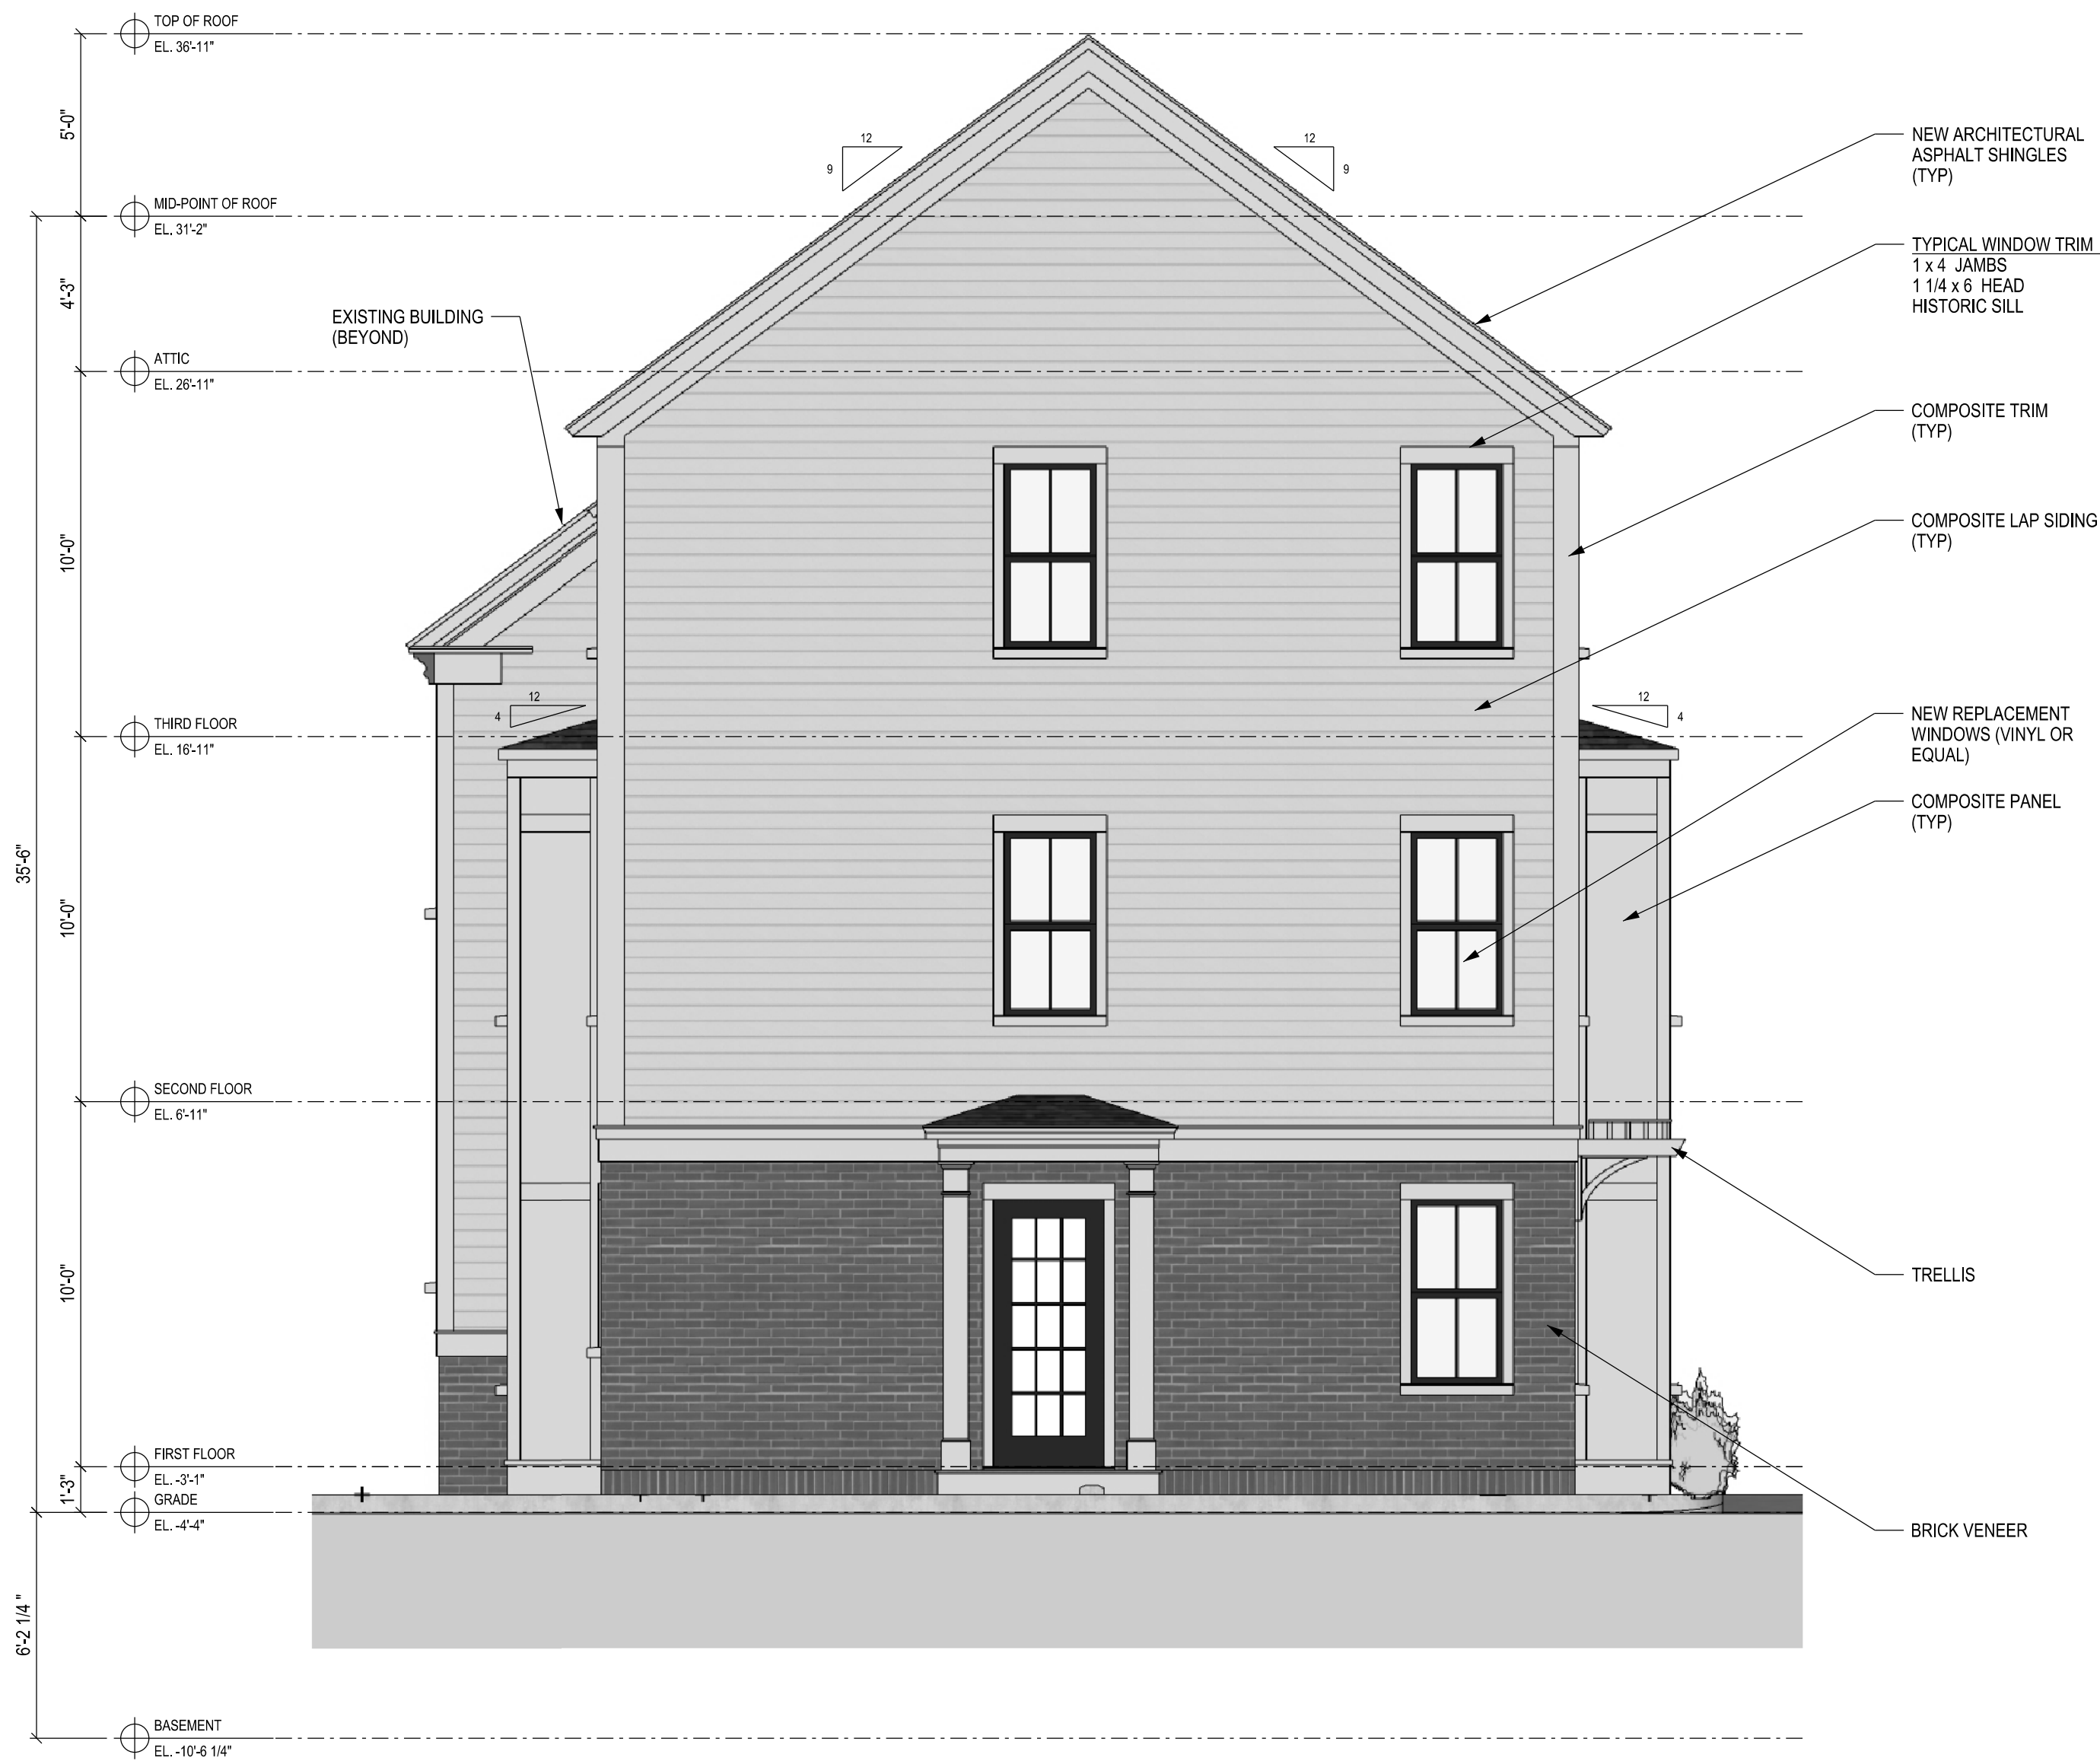 TOP OF ROOF
EL. 36'-11"
5'-0"
12
9
12
9
NEW ARCHITECTURAL
ASPHALT SHINGLES
(TYP)
MID-POINT OF ROOF
EL. 31'-2"
TYPICAL WINDOW TRIM
1 x 4 JAMBS
1 1/4 x 6 HEAD
HISTORIC SILL
4'-3"
EXISTING BUILDING
(BEYOND)
ATTIC
EL. 26'-11"
COMPOSITE TRIM
(TYP)
10'-0"
COMPOSITE LAP SIDING
(TYP)
12
4
12
4
THIRD FLOOR
EL. 16'-11"
NEW REPLACEMENT
WINDOWS (VINYL OR
EQUAL)
COMPOSITE PANEL
(TYP)
35'-6"
10'-0"
SECOND FLOOR
EL. 6'-11"
10'-0"
TRELLIS
FIRST FLOOR
EL. -3'-1"
1'-3"
GRADE
EL. -4'-4"
BRICK VENEER
6'-2 1/4"
BASEMENT
EL. -10'-6 1/4"